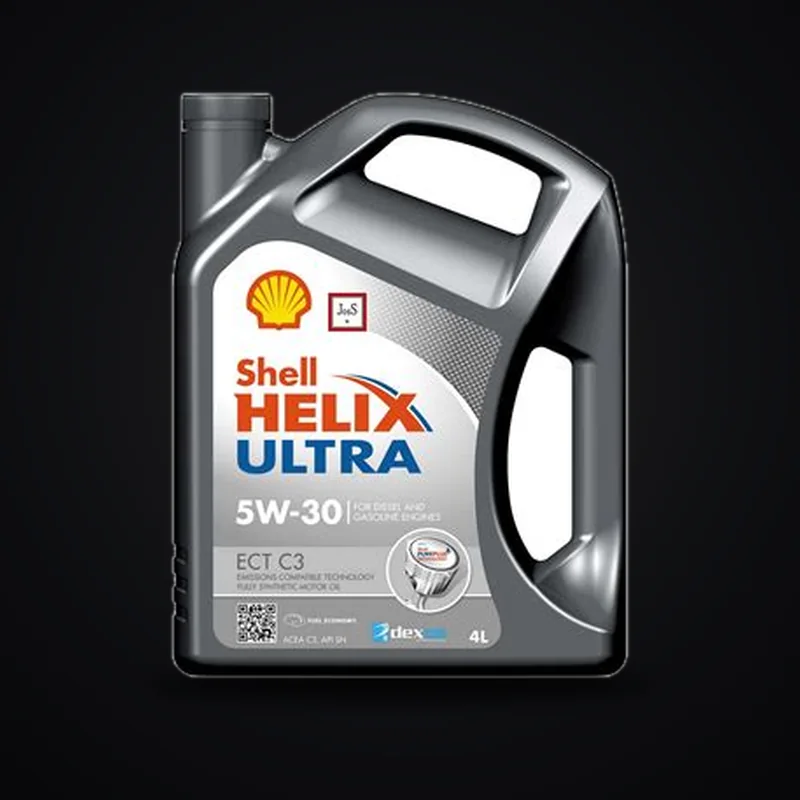 JosS
Shell
HELIX
ULTRA
5W-30
FOR DIESEL AND
GASOLINE ENGINES
ECT C3
EMISSIONS COMPATIBLE TECHNOLOGY
FULLY SYNTHETIC MOTOR OIL
FUEL ECONOMY
ACEA C3, API SN
dexos
4L